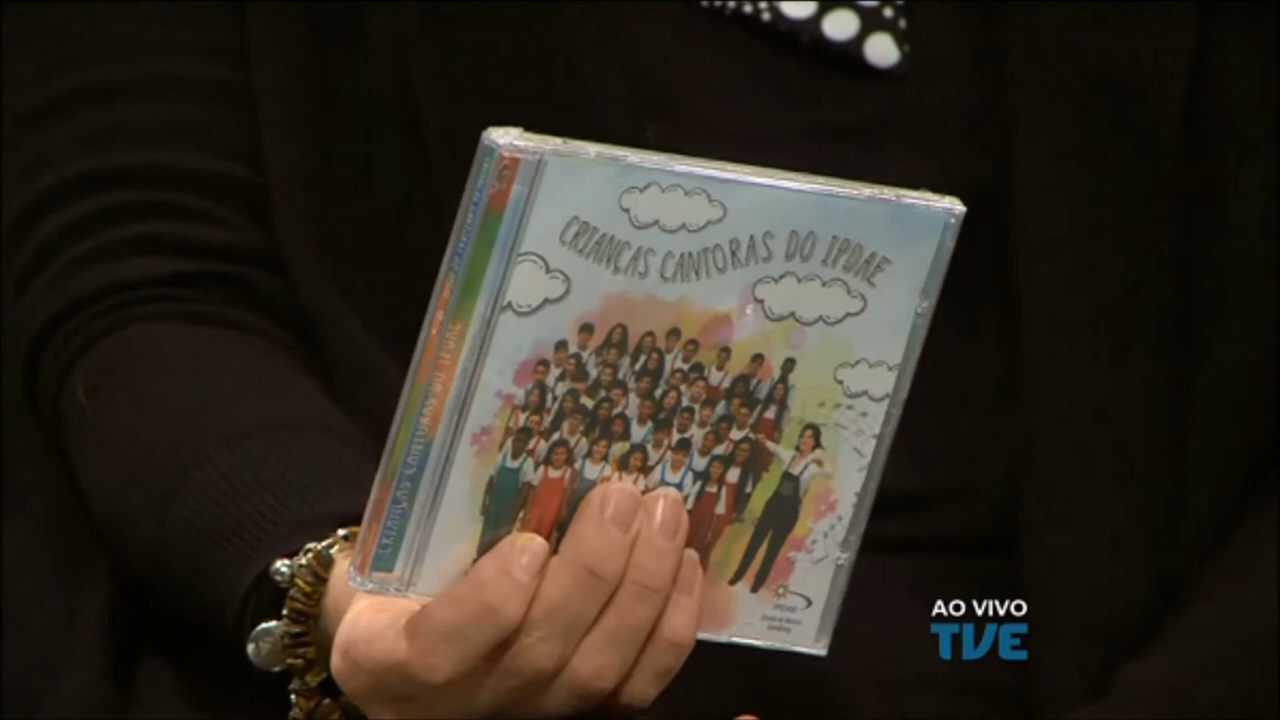 CRIANÇAS CANTORAS DO IPDAE
CRIANÇAS CANTORAS DO IPDAE
IPDAE
AO VIVO
TVE